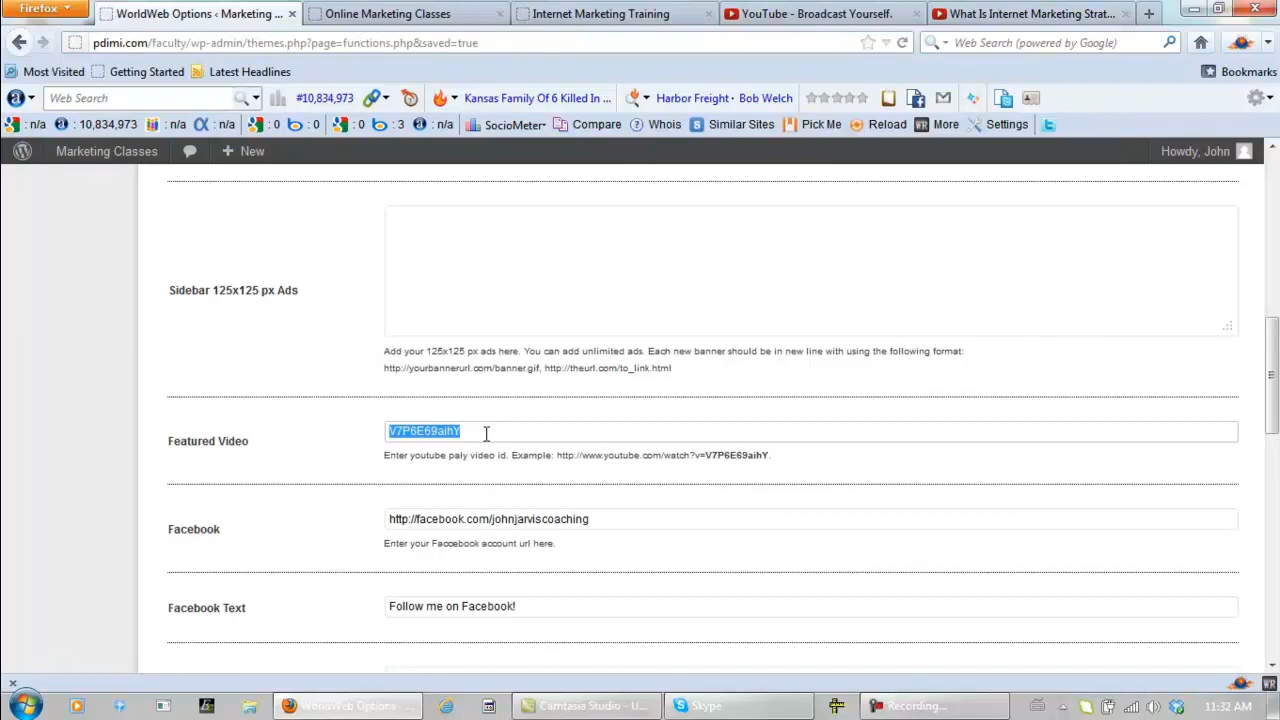 Firefox
WorldWeb Options ‹ Marketing ...
Online Marketing Classes
Internet Marketing Training
YouTube - Broadcast Yourself.
What Is Internet Marketing Strat...
pdimi.com/faculty/wp-admin/themes.php?page=functions.php&saved=true
Web Search (powered by Google)
Most Visited
Getting Started
Latest Headlines
Bookmarks
Web Search
#10,834,973
Kansas Family Of 6 Killed In ...
Harbor Freight · Bob Welch
: n/a
: 10,834,973
: n/a
: n/a
: 0
: 0
: 0
: 3
: n/a
SocioMeter
Compare
Whois
Similar Sites
Pick Me
Reload
More
Settings
Marketing Classes
New
Howdy, John
Sidebar 125x125 px Ads
Add your 125x125 px ads here. You can add unlimited ads. Each new banner should be in new line with using the following format:
http://yourbannerurl.com/banner.gif, http://theurl.com/to_link.html
Featured Video
V7P6E69aihY
Enter youtube paly video id. Example: http://www.youtube.com/watch?v=V7P6E69aihY.
Facebook
http://facebook.com/johnjarviscoaching
Enter your Faccebook account url here.
Facebook Text
Follow me on Facebook!
WorldWeb Options ...
Camtasia Studio - U...
Skype
Recording...
11:32 AM